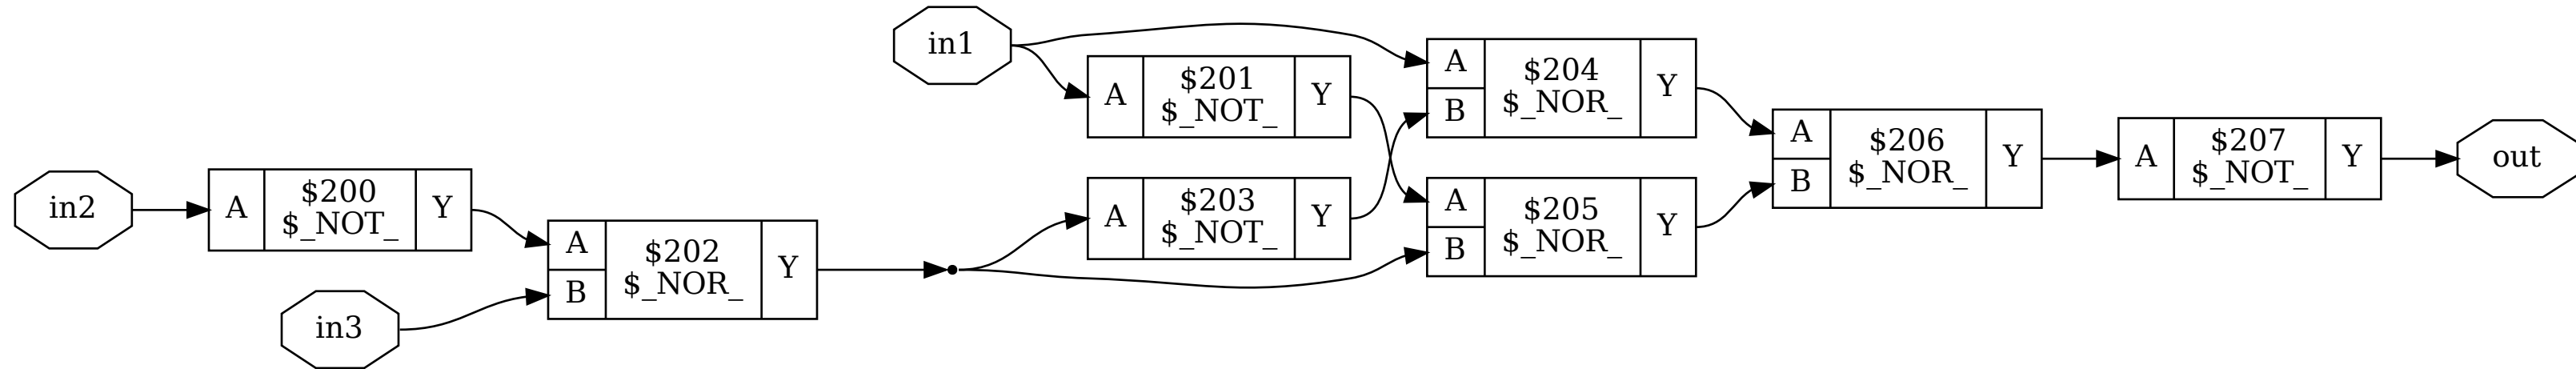 in1
A $201 $_NOT_ Y
A B $204 $_NOR_ Y
in2
A $200 $_NOT_ Y
in3
A B $202 $_NOR_ Y
A $203 $_NOT_ Y
A B $205 $_NOR_ Y
A B $206 $_NOR_ Y
A $207 $_NOT_ Y
out